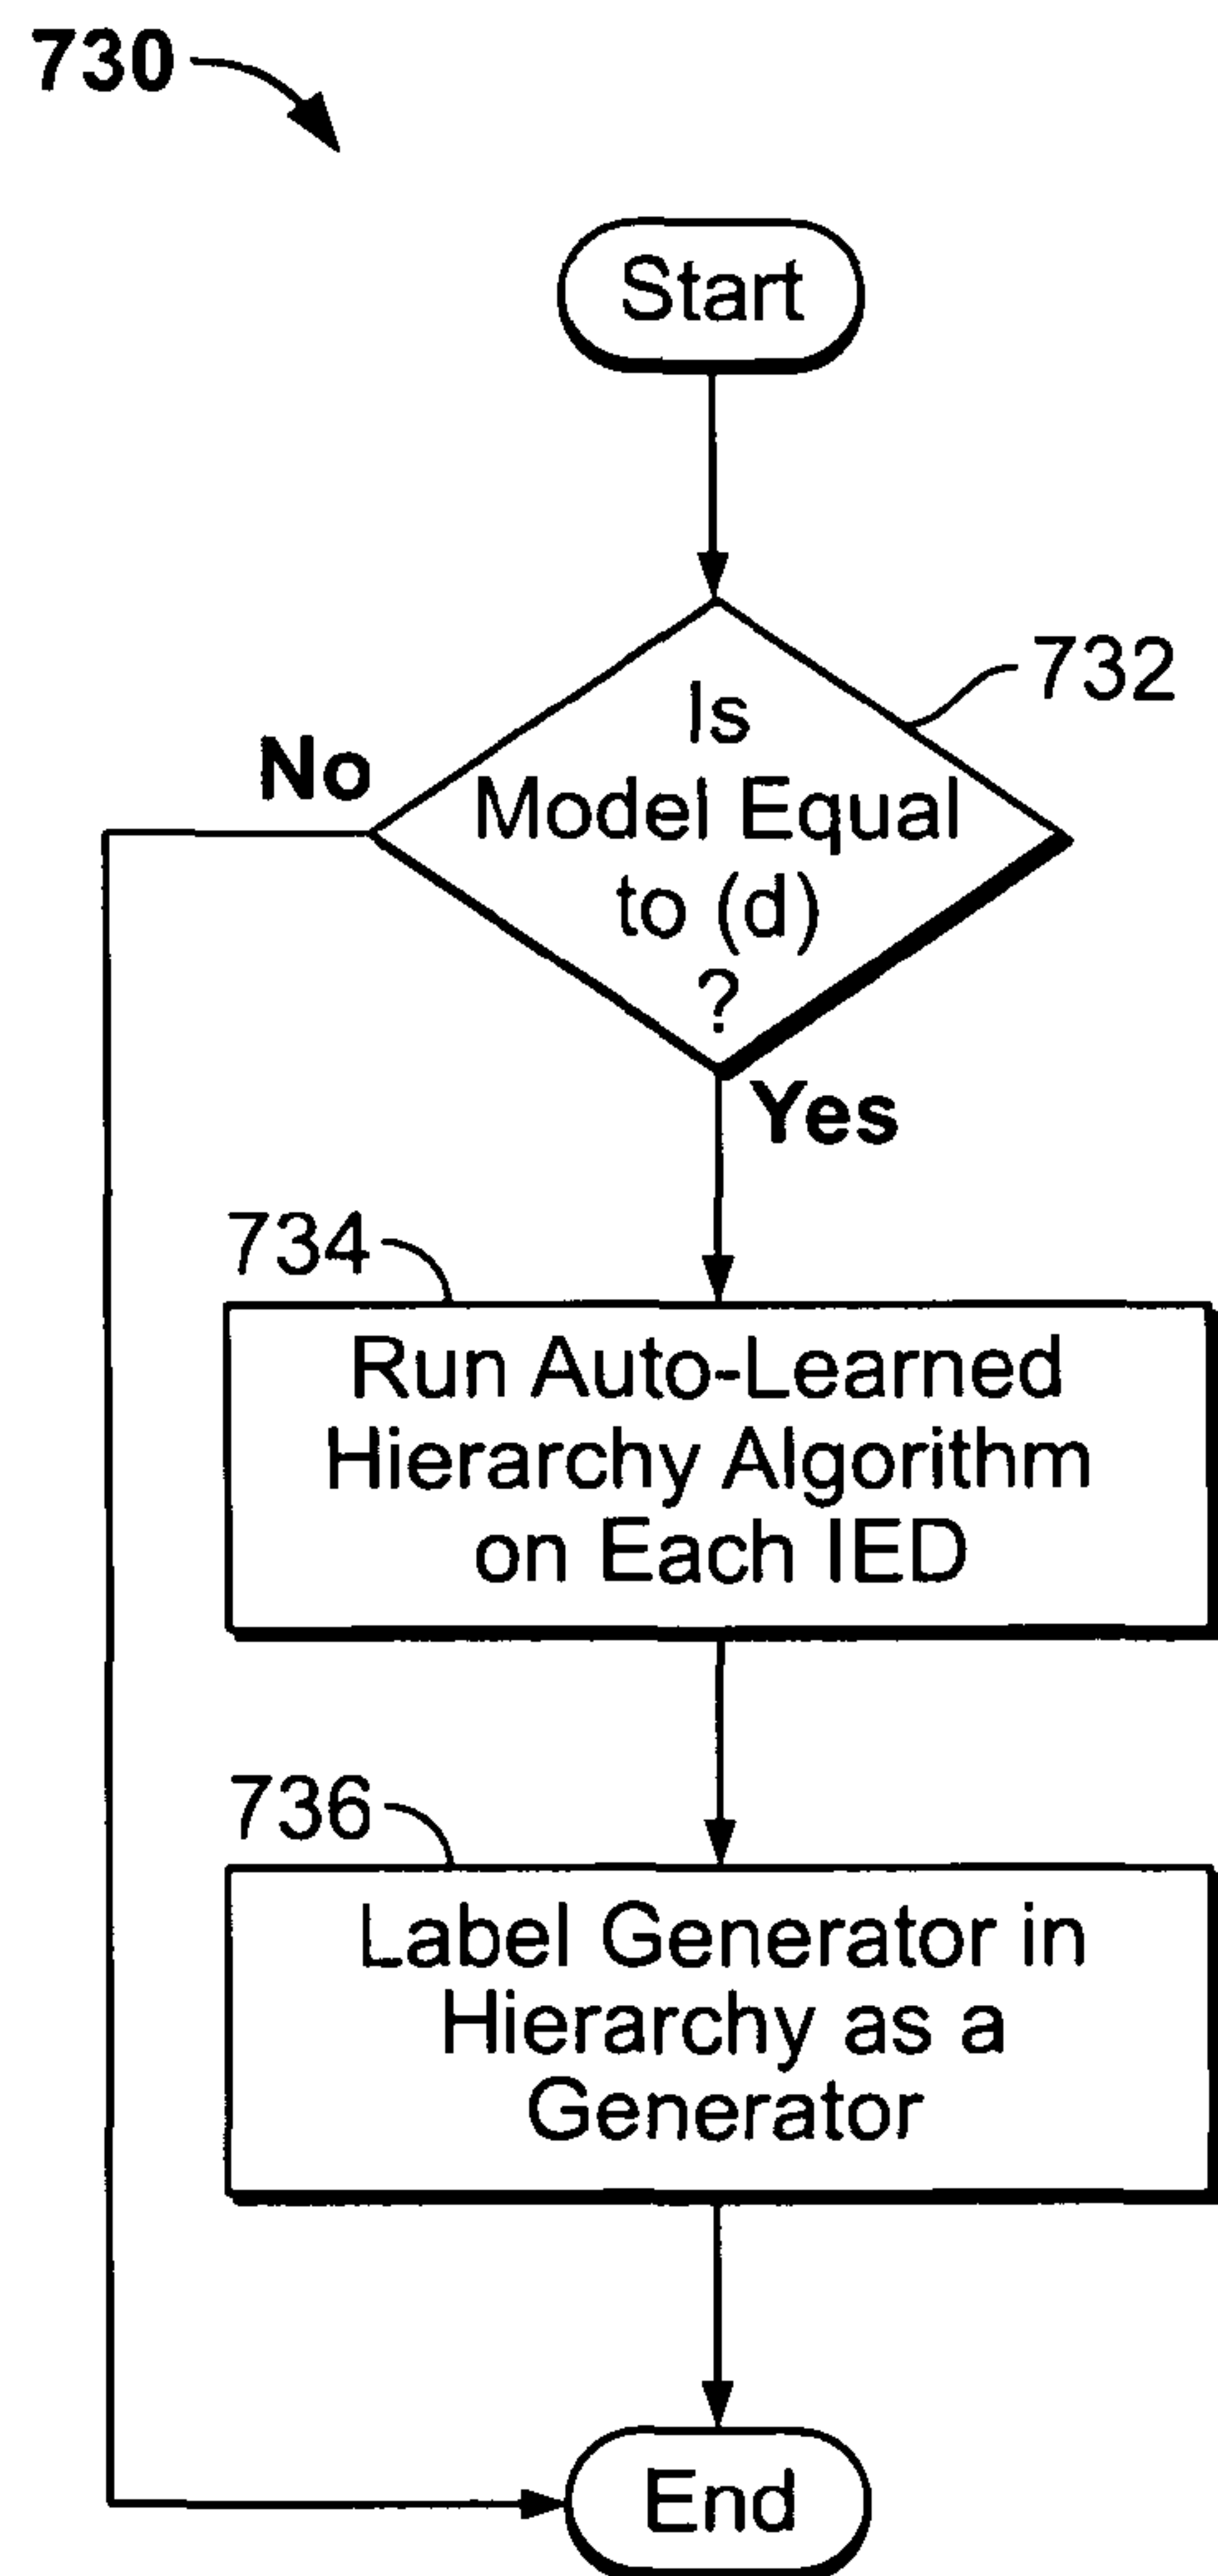 730
Start
732
Is
Model Equal
to (d)
?
No
Yes
734
Run Auto-Learned
Hierarchy Algorithm
on Each IED
736
Label Generator in
Hierarchy as a
Generator
End